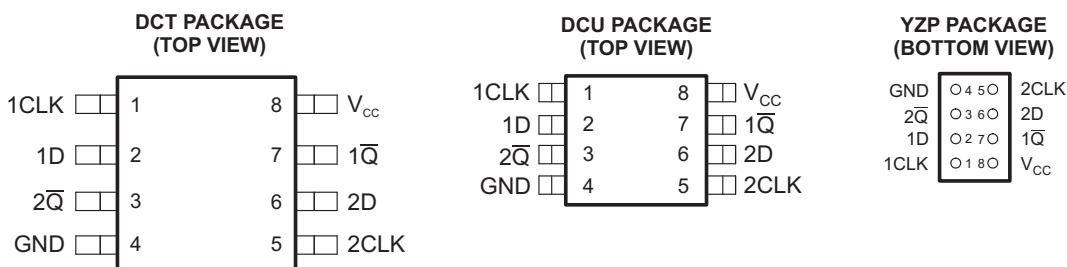 DCT PACKAGE
(TOP VIEW)
1CLK 1 8 V_CC
1D 2 7 1Q̅
2Q̅ 3 6 2D
GND 4 5 2CLK
DCU PACKAGE
(TOP VIEW)
1CLK 1 8 V_CC
1D 2 7 1Q̅
2Q̅ 3 6 2D
GND 4 5 2CLK
YZP PACKAGE
(BOTTOM VIEW)
GND 4 5 2CLK
2Q̅ 3 6 2D
1D 2 7 1Q̅
1CLK 1 8 V_CC